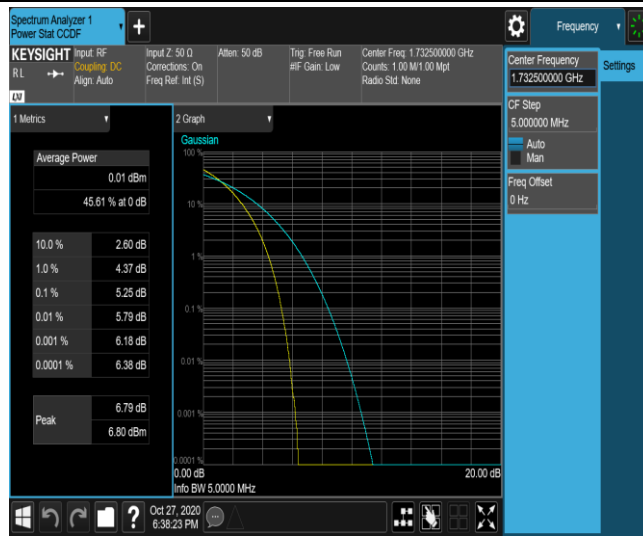 Spectrum Analyzer 1
Power Stat CCDF
+
Frequency
KEYSIGHT
RL
LXI
Input: RF
Coupling: DC
Align: Auto
Input Z: 50 Ω
Corrections: On
Freq Ref: Int (S)
Atten: 50 dB
Trig: Free Run
#IF Gain: Low
Center Freq: 1.732500000 GHz
Counts: 1.00 M/1.00 Mpt
Radio Std: None
Center Frequency
1.732500000 GHz
Settings
CF Step
5.000000 MHz
Auto
Man
Freq Offset
0 Hz
1 Metrics
Average Power
0.01 dBm
45.61 % at 0 dB
10.0 % 2.60 dB
1.0 % 4.37 dB
0.1 % 5.25 dB
0.01 % 5.79 dB
0.001 % 6.18 dB
0.0001 % 6.38 dB
Peak
6.79 dB
6.80 dBm
2 Graph
Gaussian
100 %
10 %
1 %
0.1 %
0.01 %
0.001 %
0.0001 %
0.00 dB 20.00 dB
Info BW 5.0000 MHz
?
Oct 27, 2020
6:38:23 PM